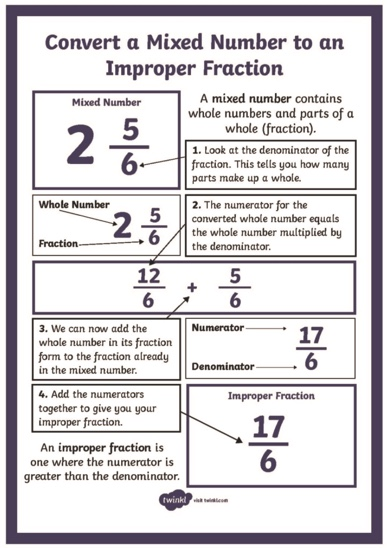 Convert a Mixed Number to an
Improper Fraction
Mixed Number
2 5/6
A mixed number contains
whole numbers and parts of a
whole (fraction).
1. Look at the denominator of the
fraction. This tells you how many
parts make up a whole.
Whole Number
2 5/6
Fraction
2. The numerator for the
converted whole number equals
the whole number multiplied by
the denominator.
12/6 + 5/6
3. We can now add the
whole number in its fraction
form to the fraction already
in the mixed number.
Numerator
17/6
Denominator
4. Add the numerators
together to give you your
improper fraction.
Improper Fraction
17/6
An improper fraction is
one where the numerator is
greater than the denominator.
twinkl visit twinkl.com